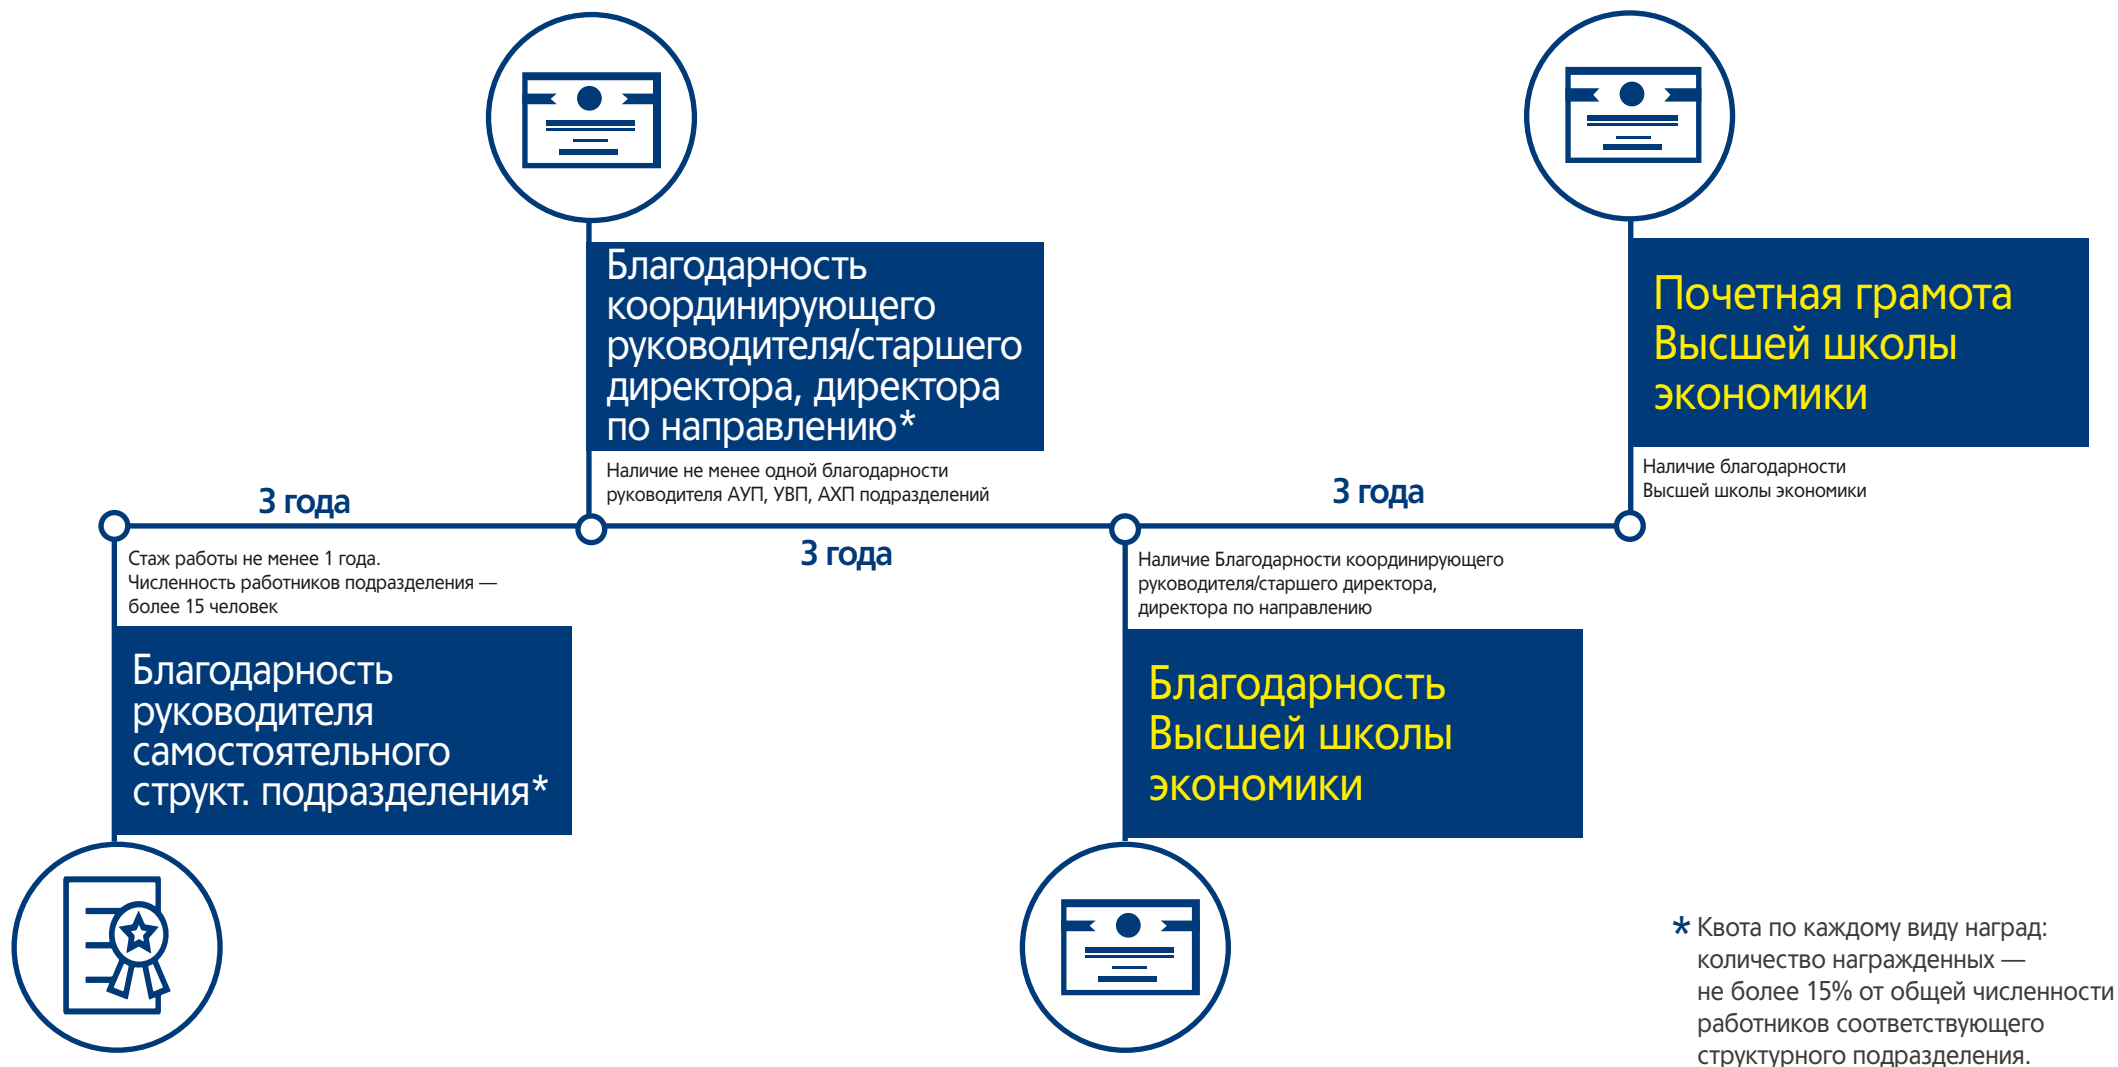 Благодарность
координирующего
руководителя/старшего
директора, директора
по направлению*
Наличие не менее одной благодарности
руководителя АУП, УВП, АХП подразделений
Почетная грамота
Высшей школы
экономики
Наличие благодарности
Высшей школы экономики
3 года
3 года
3 года
Стаж работы не менее 1 года.
Численность работников подразделения —
более 15 человек
Благодарность
руководителя
самостоятельного
структ. подразделения*
Наличие Благодарности координирующего
руководителя/старшего директора,
директора по направлению
Благодарность
Высшей школы
экономики
* Квота по каждому виду наград:
количество награжденных —
не более 15% от общей численности
работников соответствующего
структурного подразделения.